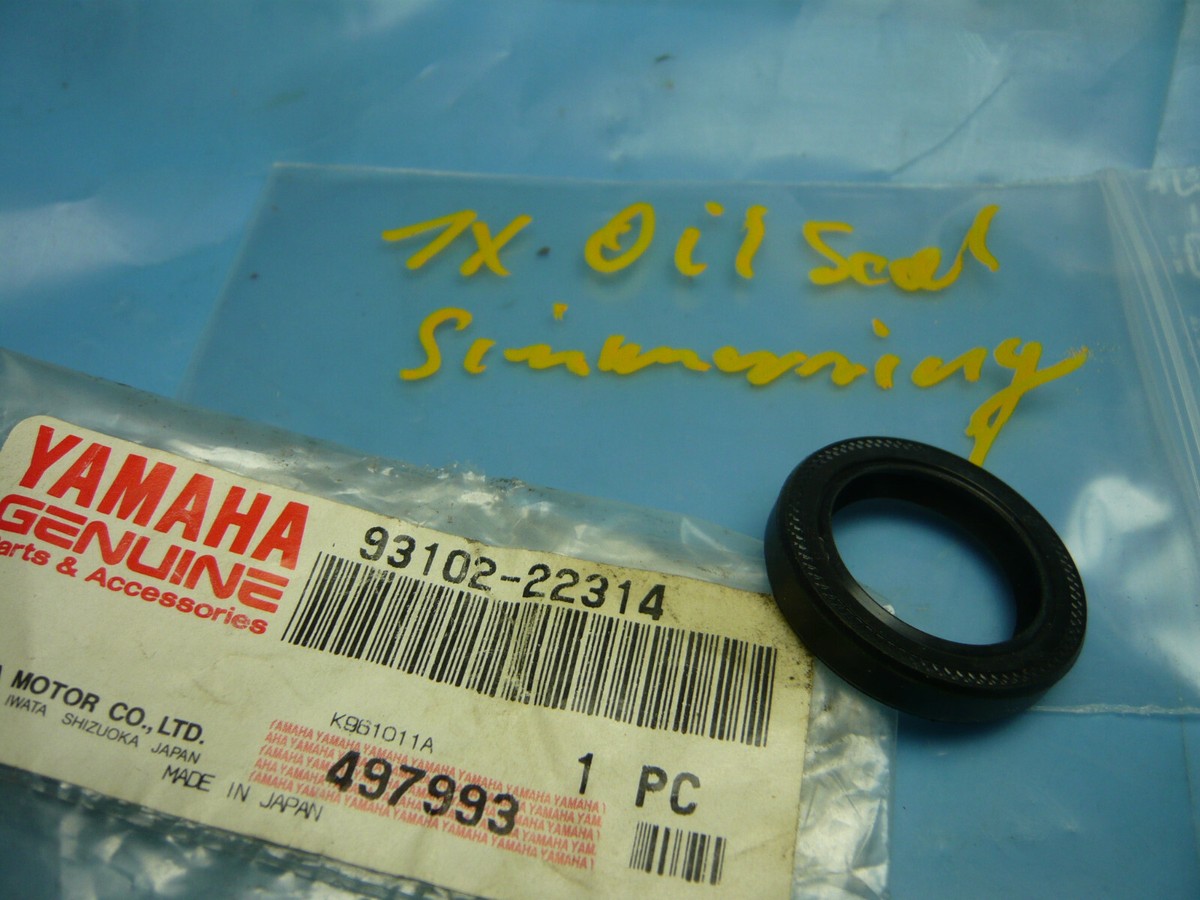 1x Oil Seal
Simmerring
YAMAHA
GENUINE
arts & Accessories
93102-22314
MOTOR CO., LTD.
IWATA SHIZUOKA JAPAN
MADE IN JAPAN
K961011A
497993
1 PC